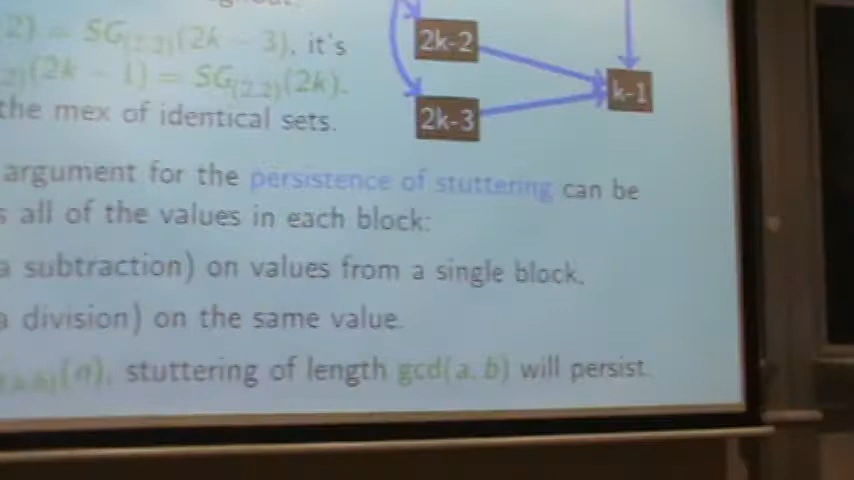 2) = SG(2,2)(2k − 3), it's
2)(2k − 1) = SG(2,2)(2k).
the mex of identical sets.
2k-2
k-1
2k-3
argument for the persistence of stuttering can be
s all of the values in each block:
a subtraction) on values from a single block.
a division) on the same value.
(n), stuttering of length gcd(a, b) will persist.